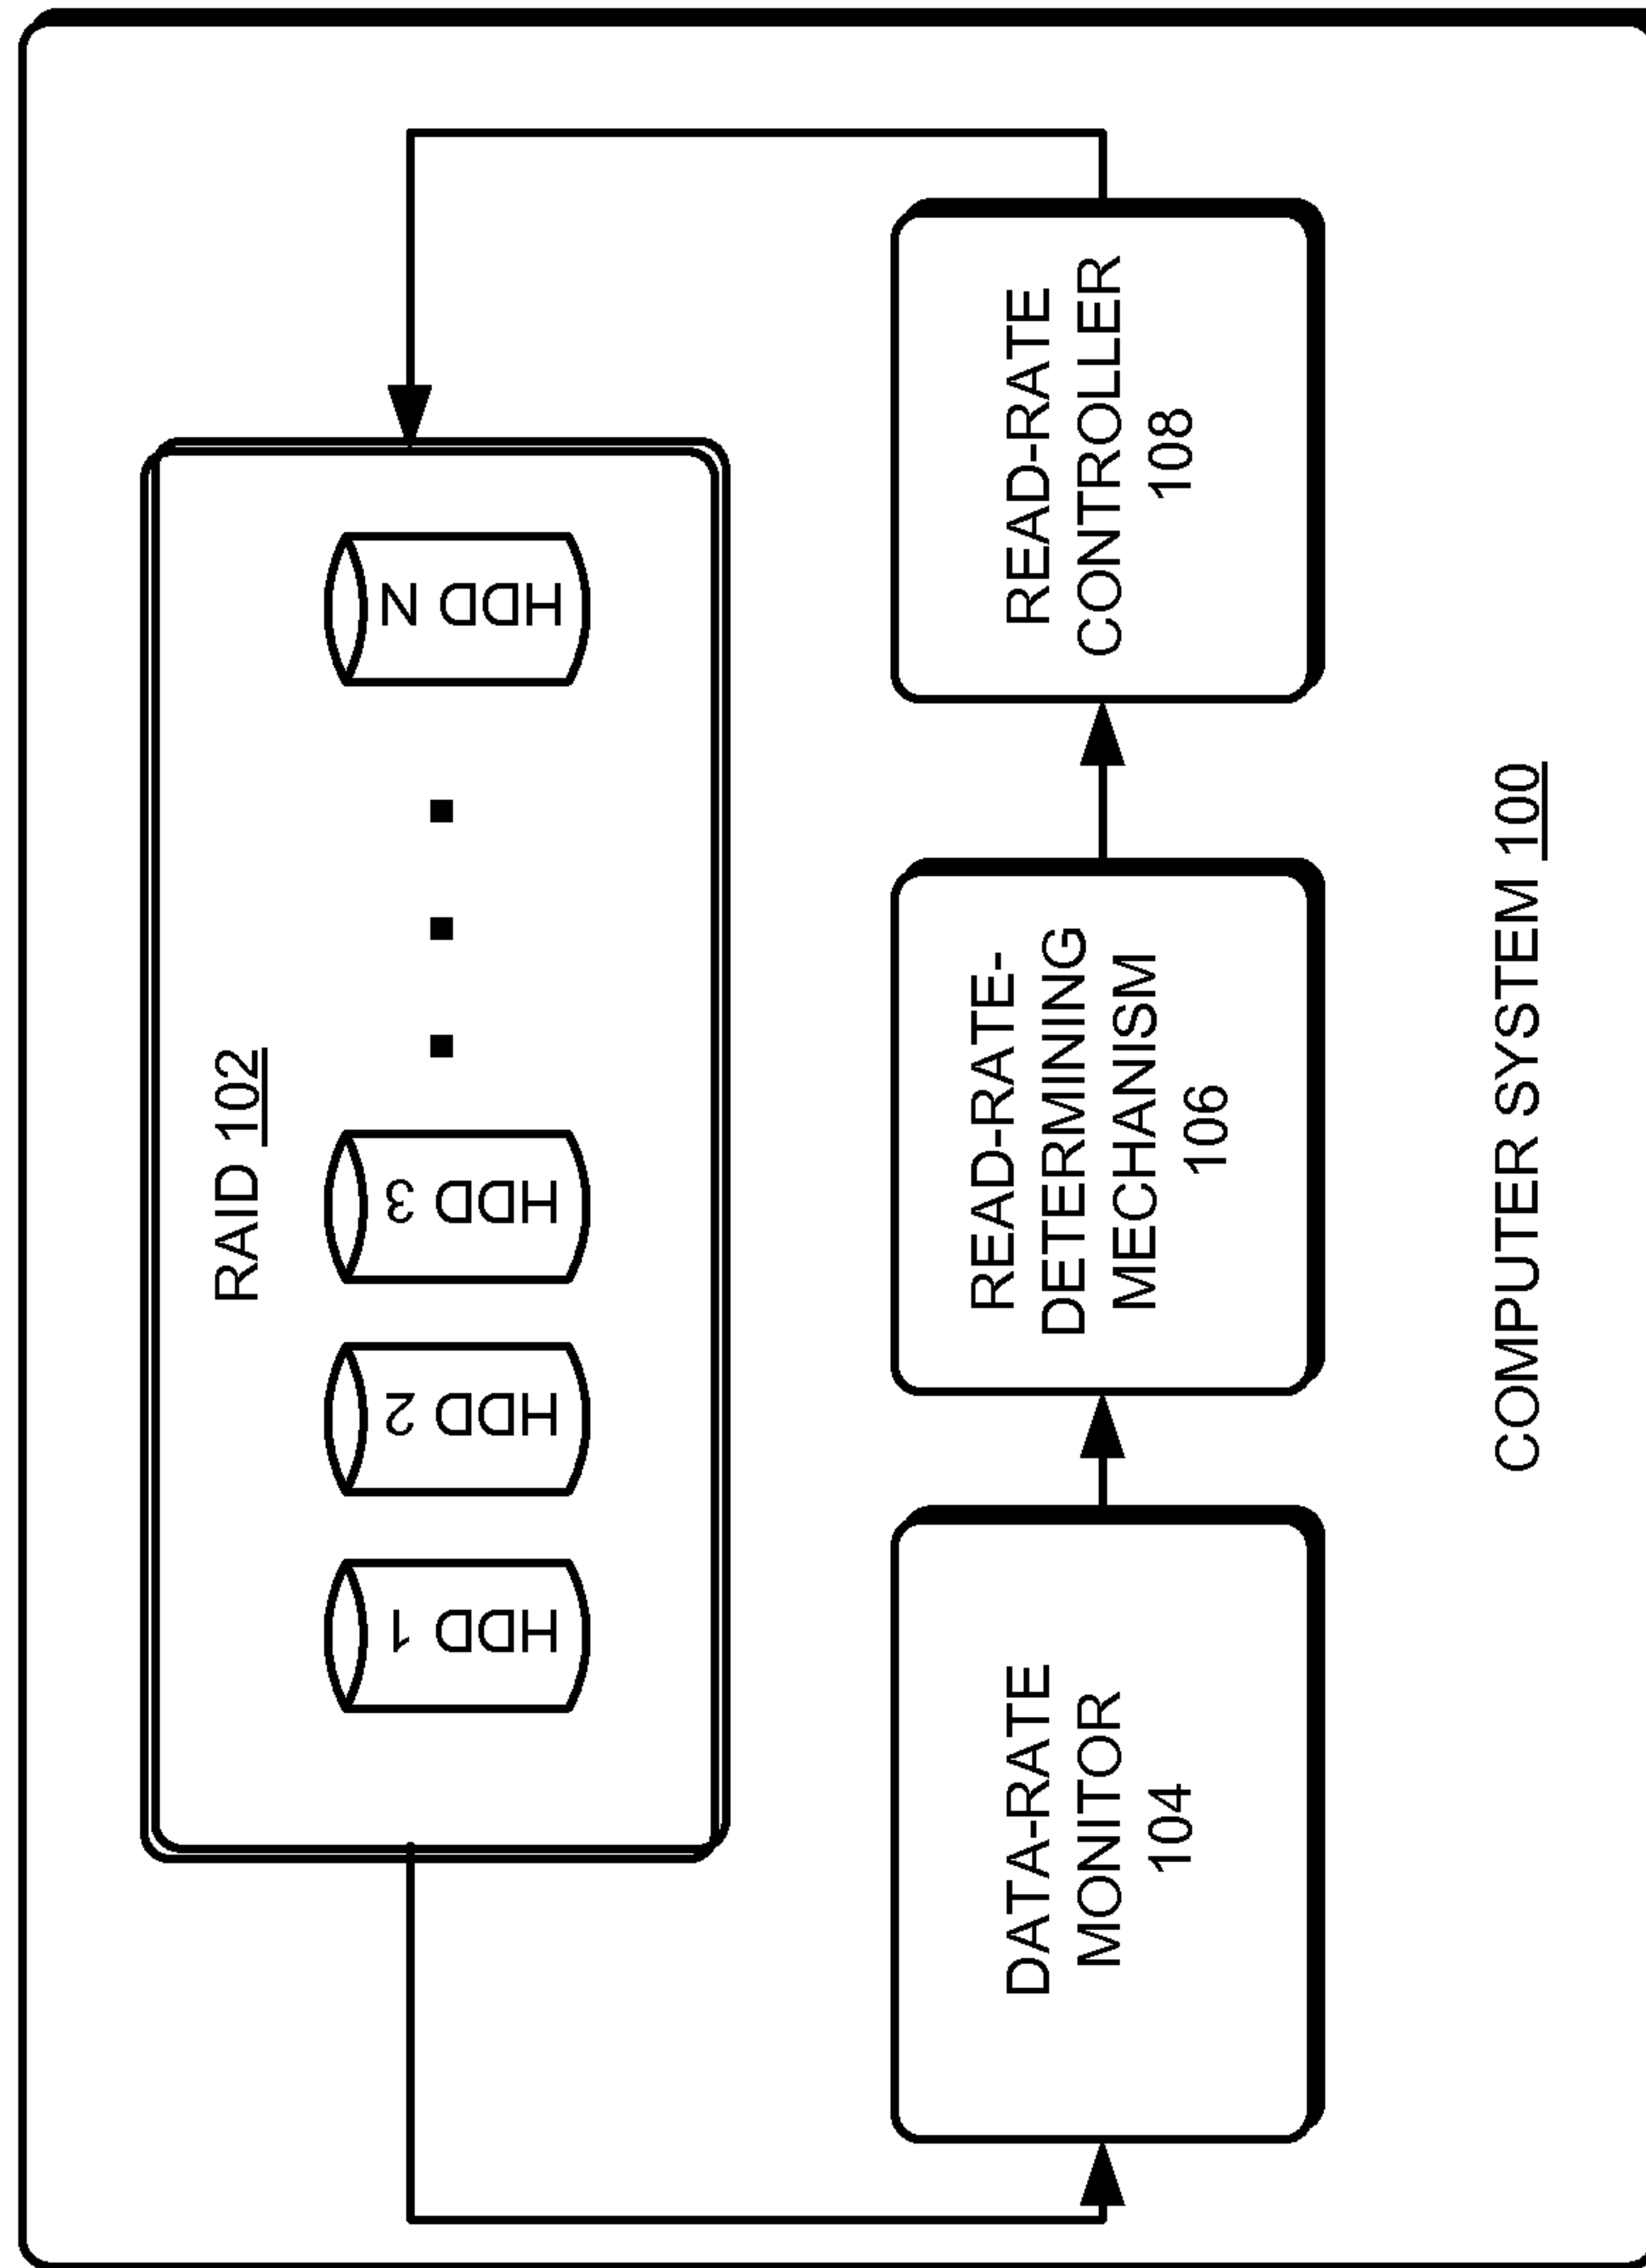 RAID 102
HDD 1
HDD 2
HDD 3
HDD N
DATA-RATE
MONITOR
104
READ-RATE-
DETERMINING
MECHANISM
106
READ-RATE
CONTROLLER
108
COMPUTER SYSTEM 100